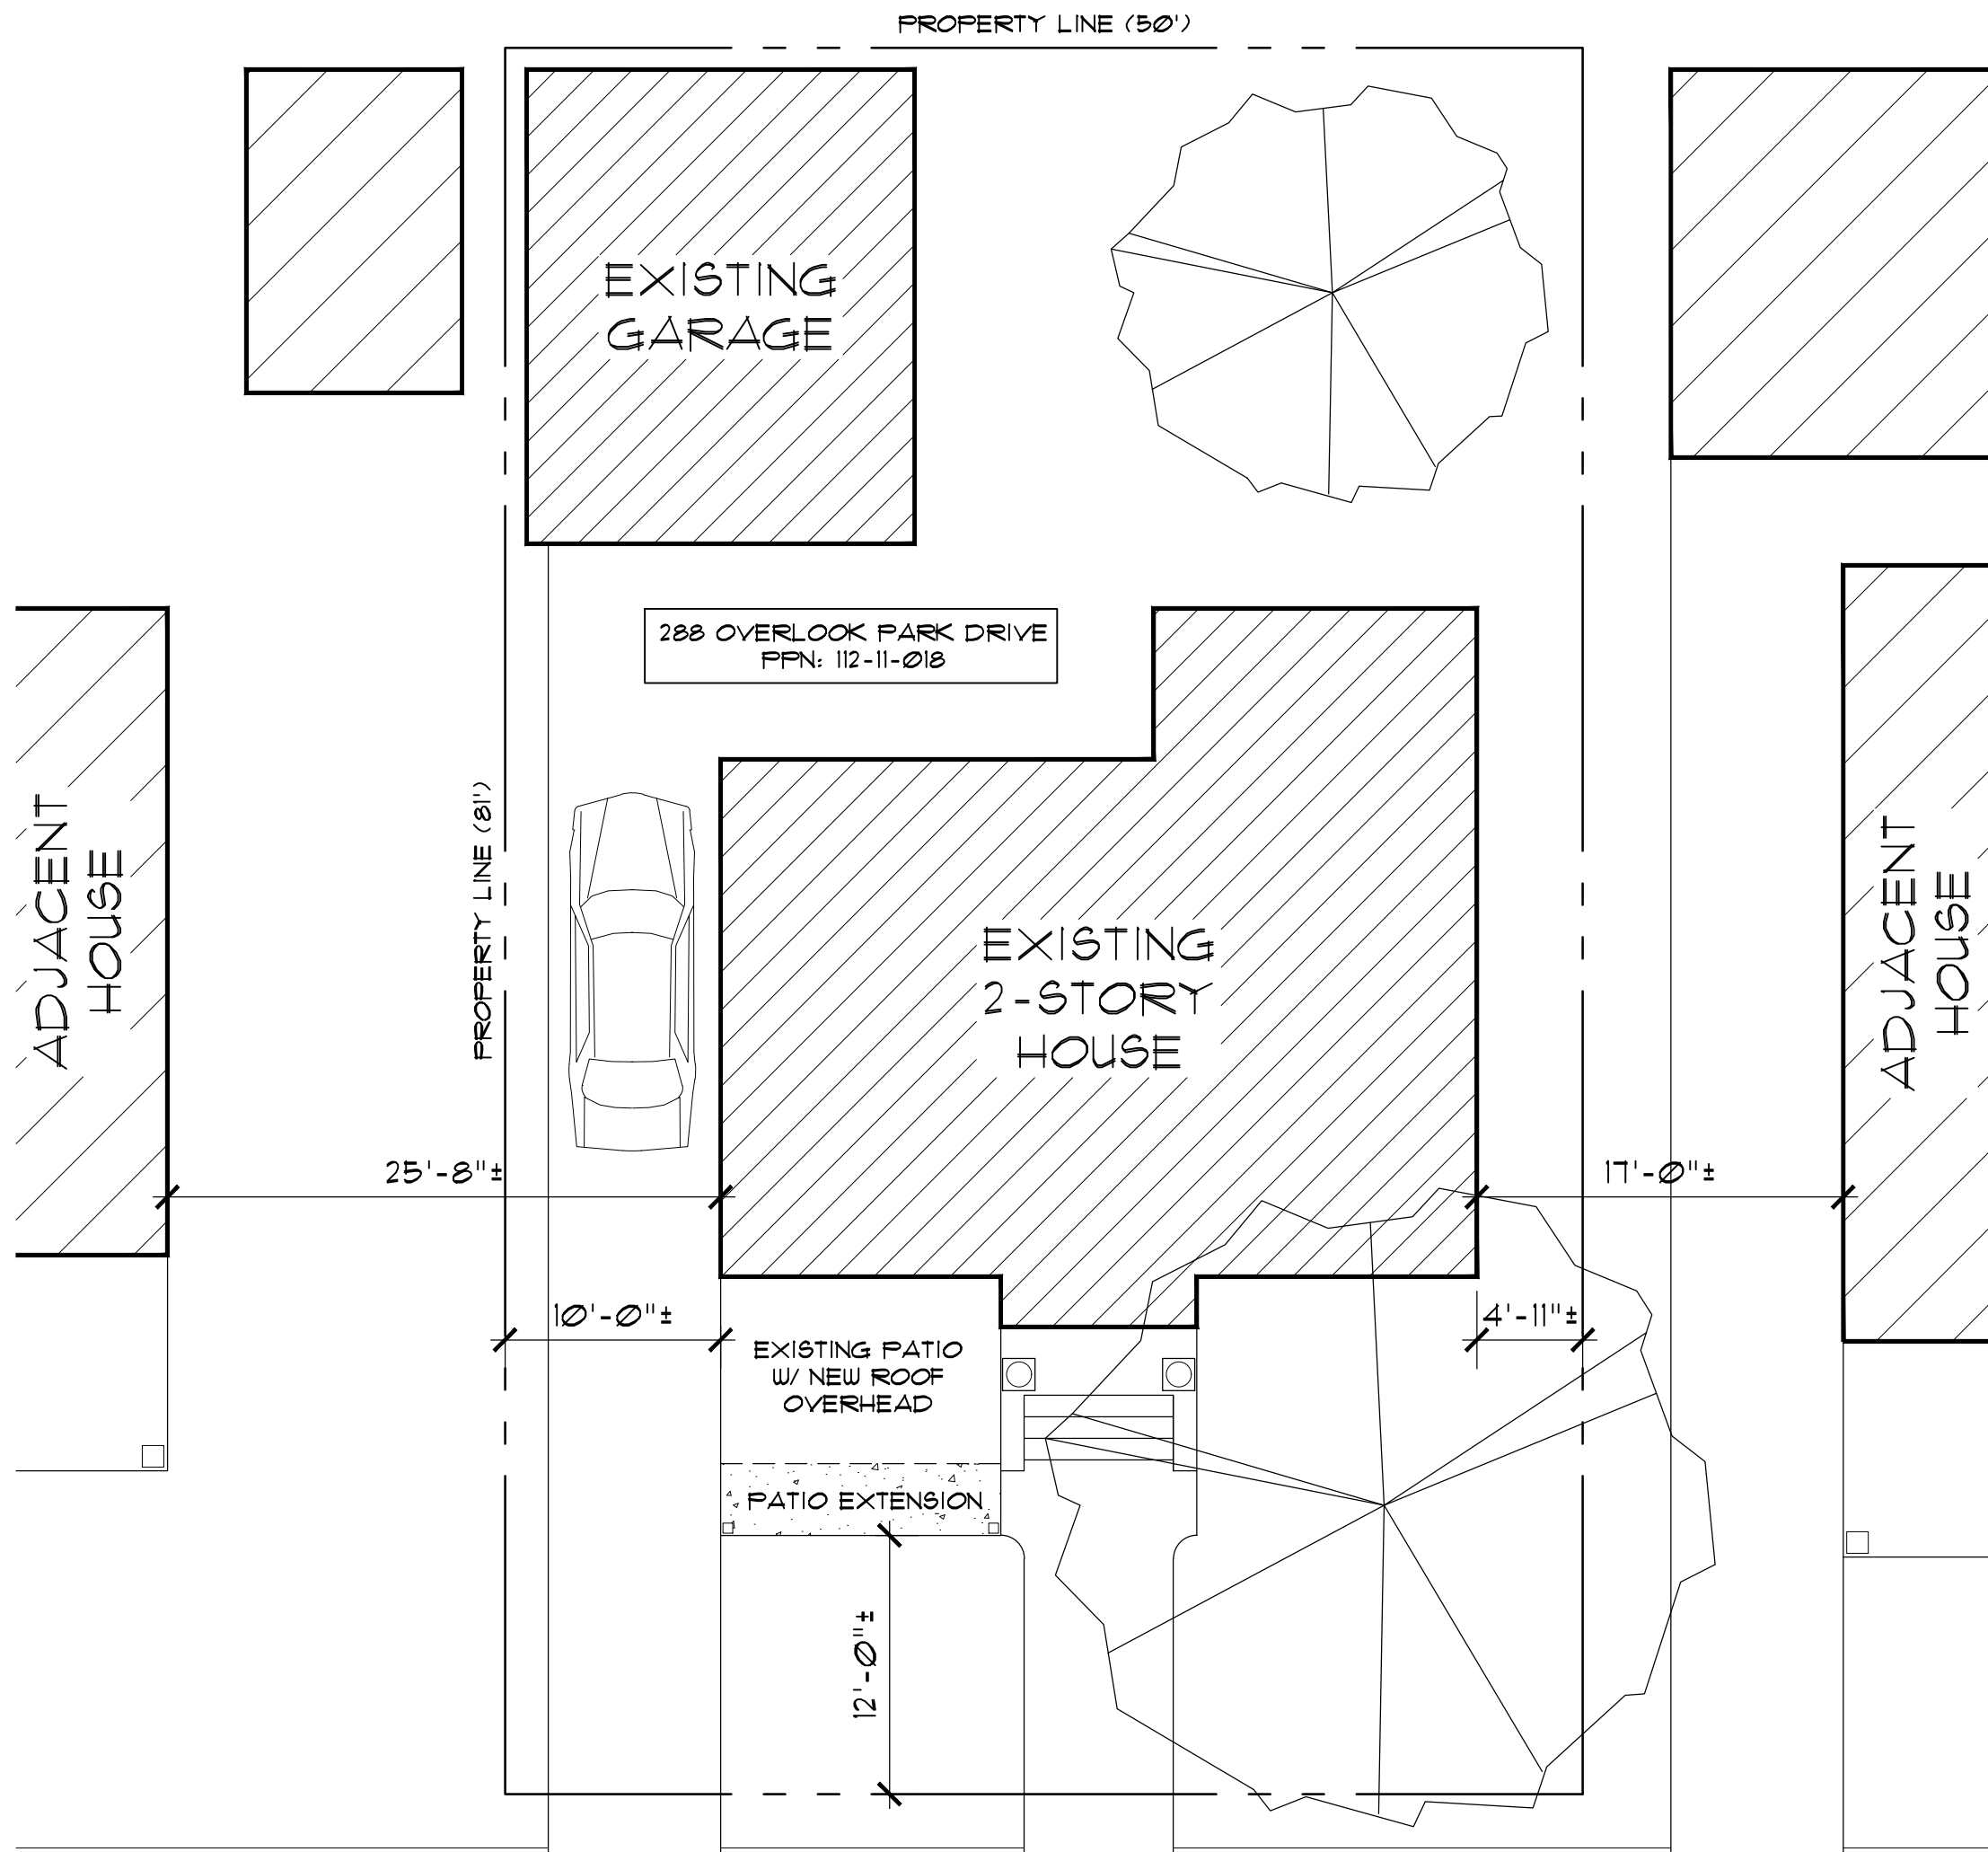 PROPERTY LINE (50')
EXISTING
GARAGE
288 OVERLOOK PARK DRIVE
PPN: 112-11-018
PROPERTY LINE (81')
ADJACENT
HOUSE
EXISTING
2-STORY
HOUSE
ADJACENT
HOUSE
25'-8"±
17'-0"±
10'-0"±
4'-11"±
EXISTING PATIO
W/ NEW ROOF
OVERHEAD
PATIO EXTENSION
12'-0"±